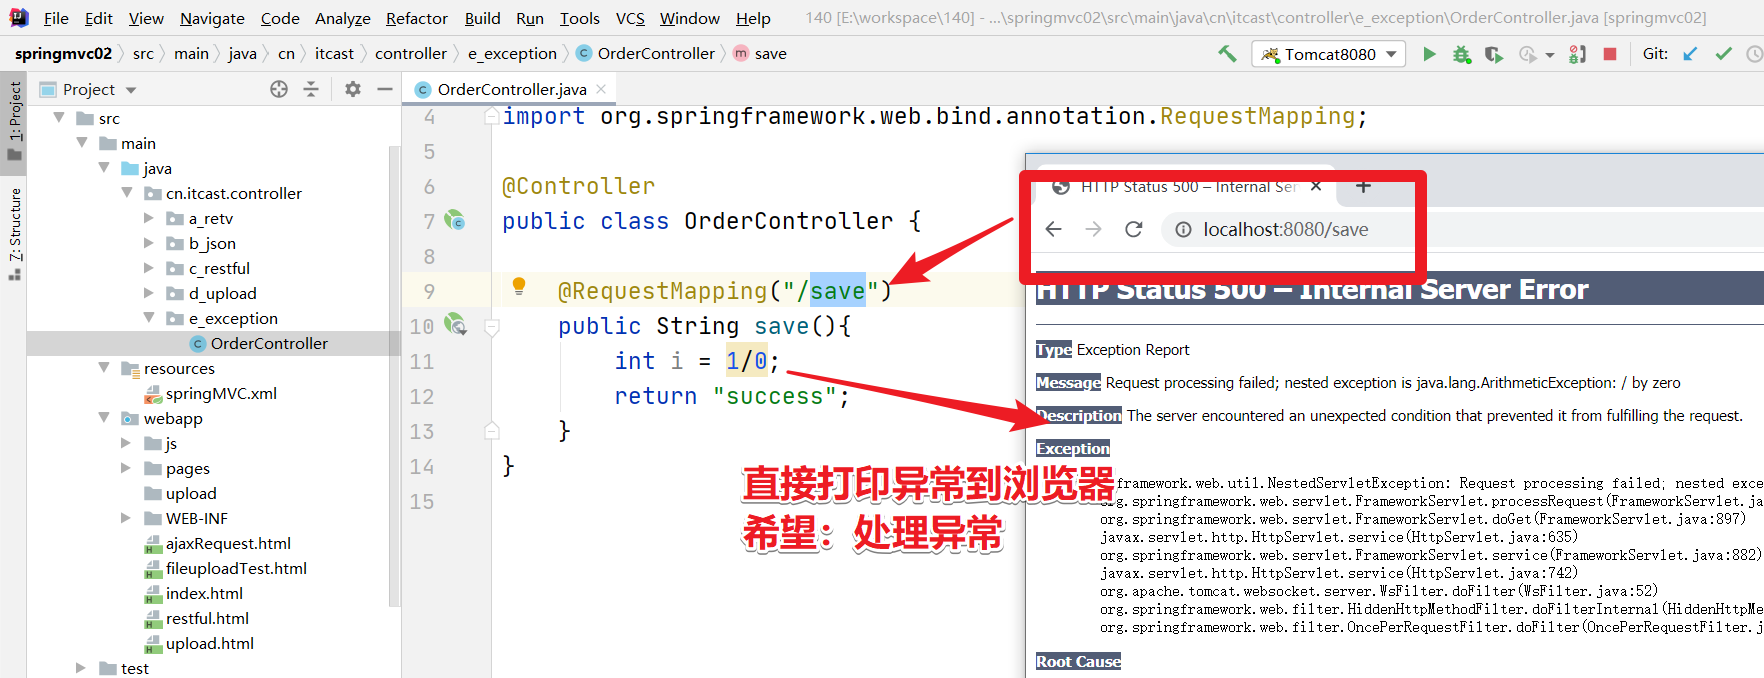 File Edit View Navigate Code Analyze Refactor Build Run Tools VCS Window Help 140 [E:\workspace\140] - ...\springmvc02\src\main\java\cn\itcast\controller\e_exception\OrderController.java [springmvc02]
springmvc02 src main java cn itcast controller e_exception OrderController save Tomcat8080 Git:
1: Project
7: Structure
Project
src
main
java
cn.itcast.controller
a_retv
b_json
c_restful
d_upload
e_exception
OrderController
resources
springMVC.xml
webapp
js
pages
upload
WEB-INF
ajaxRequest.html
fileuploadTest.html
index.html
restful.html
upload.html
test
OrderController.java
4 import org.springframework.web.bind.annotation.RequestMapping;
5
6 @Controller
7 public class OrderController {
8
9 @RequestMapping("/save")
10 public String save(){
11 int i = 1/0;
12 return "success";
13 }
14 }
15
直接打印异常到浏览器
希望：处理异常
HTTP Status 500 – Internal Ser
localhost:8080/save
HTTP Status 500 – Internal Server Error
Type Exception Report
Message Request processing failed; nested exception is java.lang.ArithmeticException: / by zero
Description The server encountered an unexpected condition that prevented it from fulfilling the request.
Exception
framework.web.util.NestedServletException: Request processing failed; nested exce
org.springframework.web.servlet.FrameworkServlet.processRequest(FrameworkServlet.ja
org.springframework.web.servlet.FrameworkServlet.doGet(FrameworkServlet.java:897)
javax.servlet.http.HttpServlet.service(HttpServlet.java:635)
org.springframework.web.servlet.FrameworkServlet.service(FrameworkServlet.java:882)
javax.servlet.http.HttpServlet.service(HttpServlet.java:742)
org.apache.tomcat.websocket.server.WsFilter.doFilter(WsFilter.java:52)
org.springframework.web.filter.HiddenHttpMethodFilter.doFilterInternal(HiddenHttpMe
org.springframework.web.filter.OncePerRequestFilter.doFilter(OncePerRequestFilter.j
Root Cause